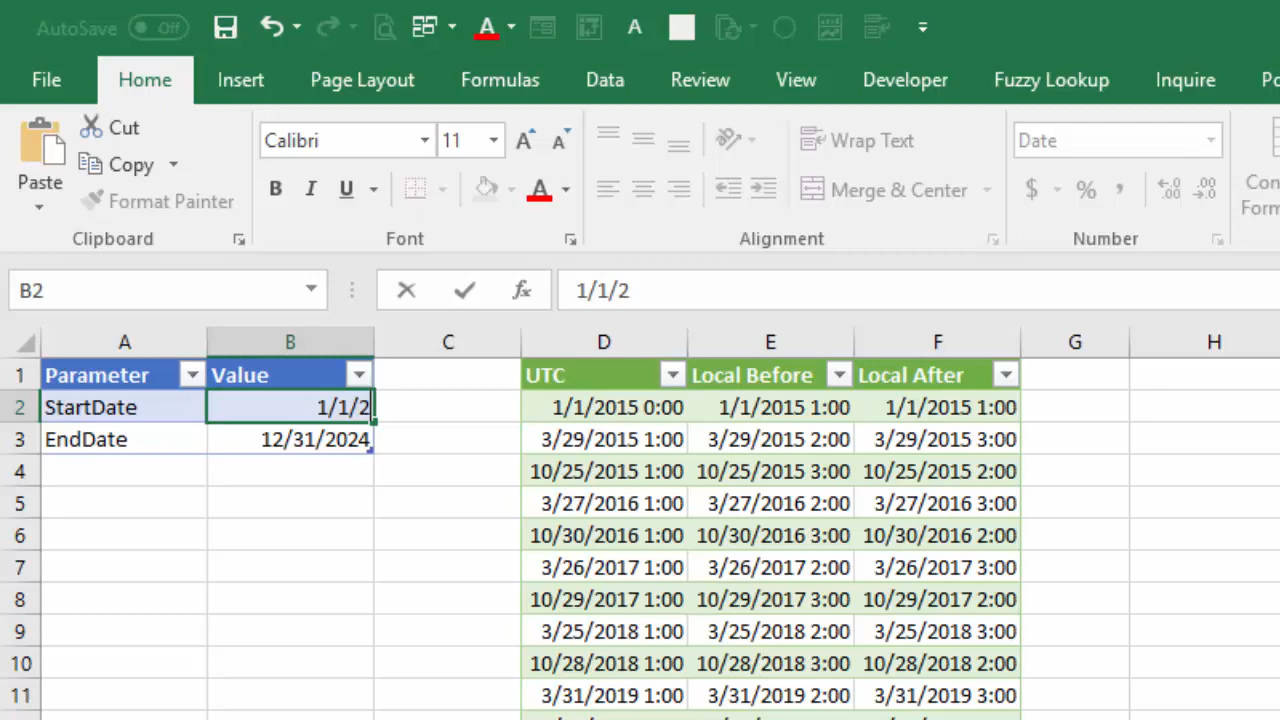 AutoSave Off A A
File Home Insert Page Layout Formulas Data Review View Developer Fuzzy Lookup Inquire Po
Paste Cut
Copy
Format Painter
Calibri 11 A A
B I U A
Wrap Text
Merge & Center
Date
$ % , .00 .00
Con
Form
Clipboard Font Alignment Number
B2 fx 1/1/2
A B C D E F G H
1 Parameter Value UTC Local Before Local After
2 StartDate 1/1/2 1/1/2015 0:00 1/1/2015 1:00 1/1/2015 1:00
3 EndDate 12/31/2024 3/29/2015 1:00 3/29/2015 2:00 3/29/2015 3:00
4 10/25/2015 1:00 10/25/2015 3:00 10/25/2015 2:00
5 3/27/2016 1:00 3/27/2016 2:00 3/27/2016 3:00
6 10/30/2016 1:00 10/30/2016 3:00 10/30/2016 2:00
7 3/26/2017 1:00 3/26/2017 2:00 3/26/2017 3:00
8 10/29/2017 1:00 10/29/2017 3:00 10/29/2017 2:00
9 3/25/2018 1:00 3/25/2018 2:00 3/25/2018 3:00
10 10/28/2018 1:00 10/28/2018 3:00 10/28/2018 2:00
11 3/31/2019 1:00 3/31/2019 2:00 3/31/2019 3:00